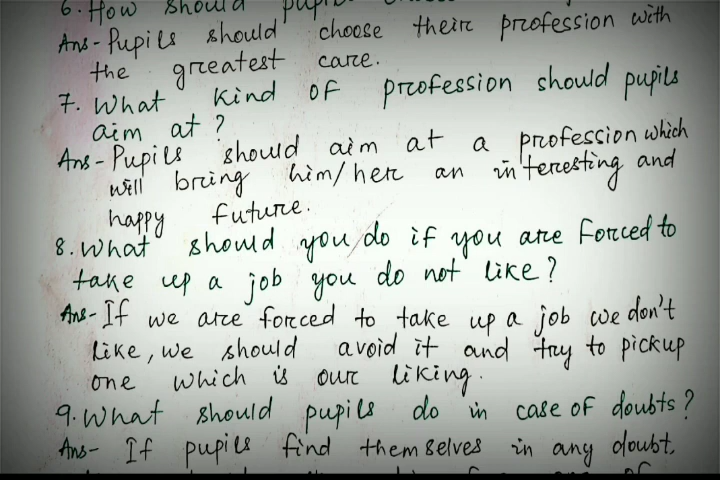 6. How should pupils
Ans- Pupils should choose their profession with
the greatest care.
7. What kind of profession should pupils
aim at?
Ans- Pupils should aim at a profession which
will bring him/her an interesting and
happy future.
8. What should you do if you are forced to
take up a job you do not like?
Ans- If we are forced to take up a job we don't
like, we should avoid it and try to pickup
one which is our liking.
9. What should pupils do in case of doubts?
Ans- If pupils find themselves in any doubt,